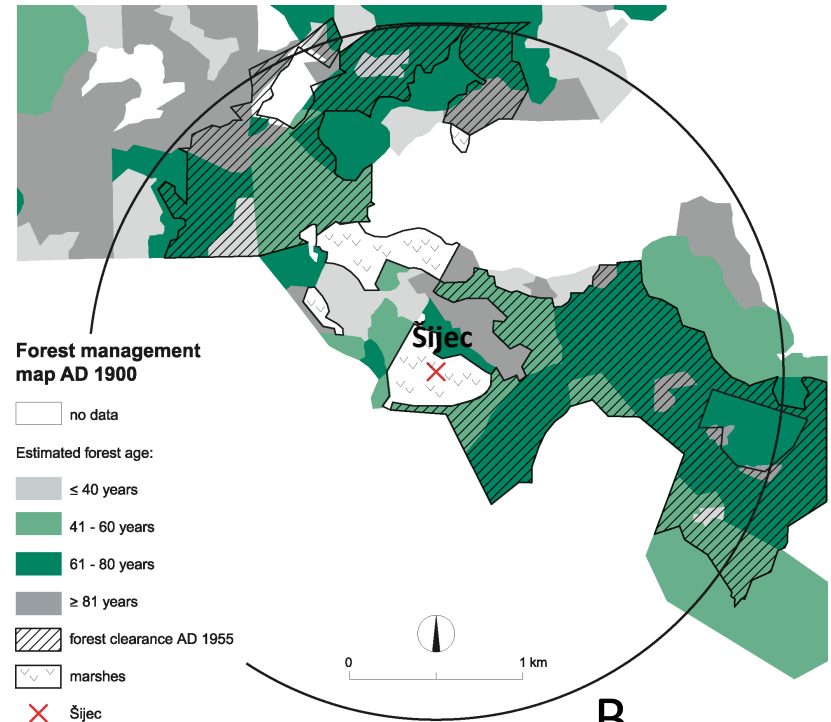 Šijec
Forest management
map AD 1900
no data
Estimated forest age:
≤ 40 years
41 - 60 years
61 - 80 years
≥ 81 years
forest clearance AD 1955
marshes
Šijec
0 1 km
B